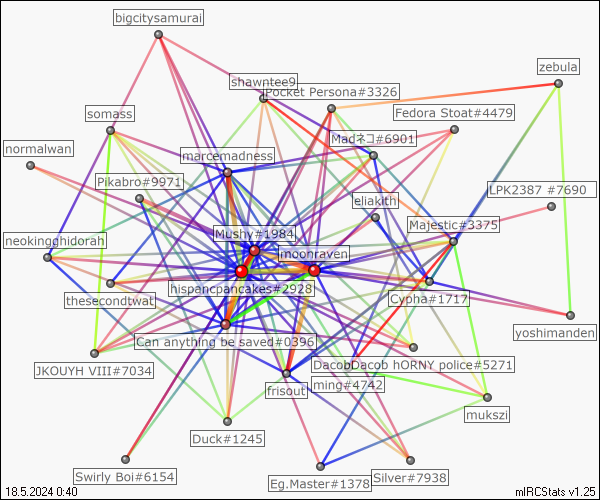 bigcitysamurai
zebula
shawntee9
Pocket Persona#3326
somass
Fedora Stoat#4479
Madネコ#6901
normalwan
marcemadness
Pikabro#9971
LPK2387 #7690
eliakith
Majestic#3375
Mushy#1984
neokingghidorah
moonraven
hispancpancakes#2928
thesecondtwat
Cypha#1717
yoshimanden
Can anything be saved#0396
JKOUYH VIII#7034
DacobDacob hORNY police#5271
ming#4742
frisout
mukszi
Duck#1245
Swirly Boi#6154
Eg.Master#1378
Silver#7938
18.5.2024 0:40
mIRCStats v1.25